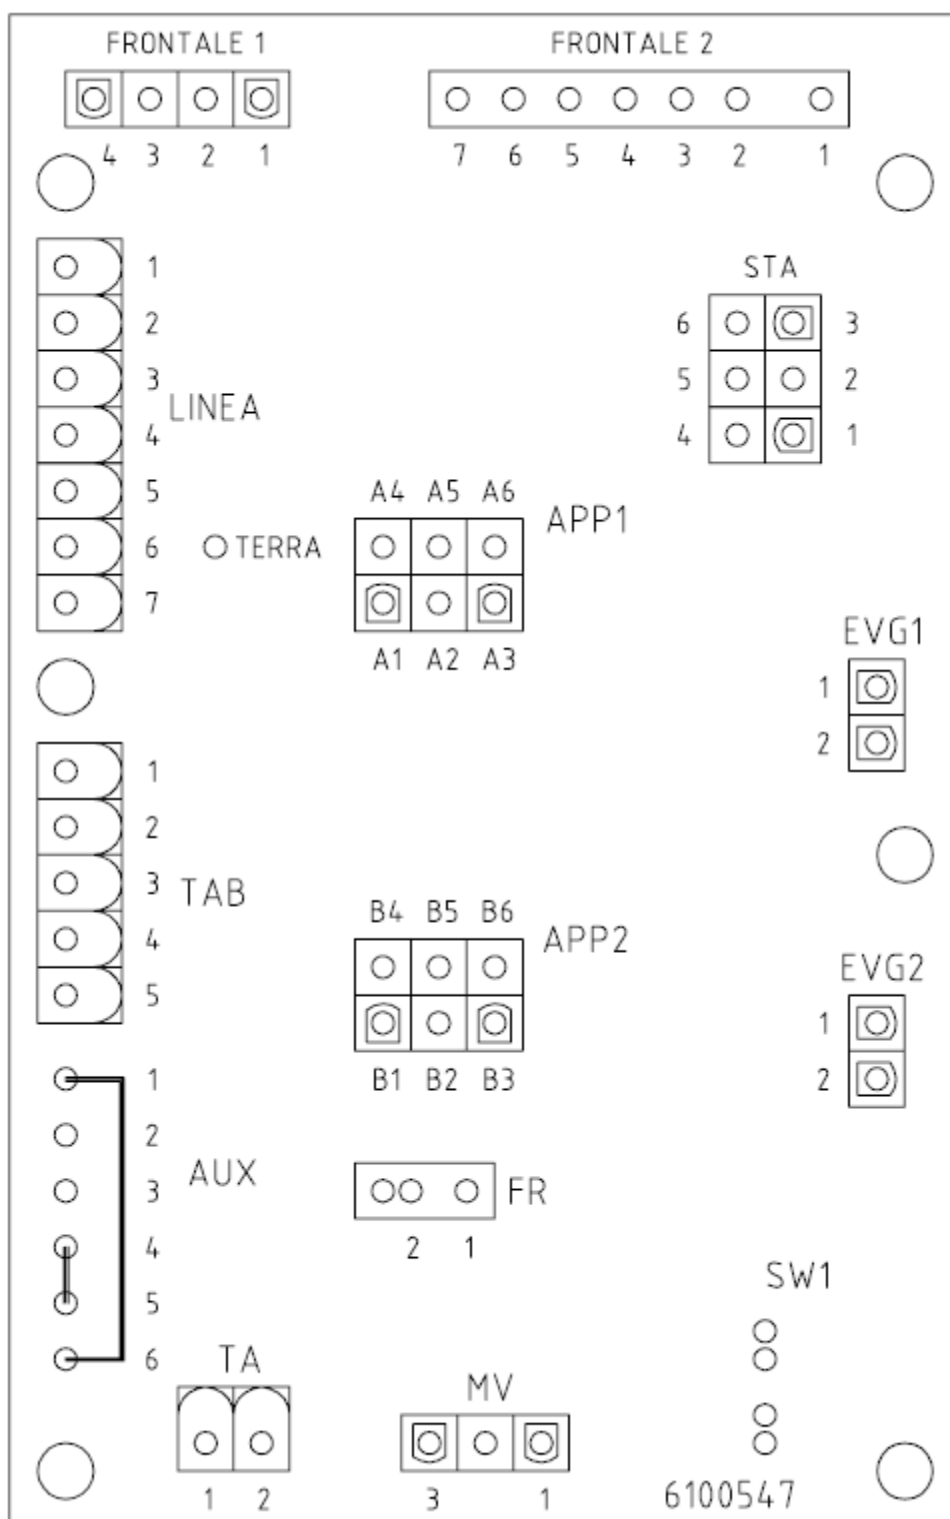 FRONTALE 1
FRONTALE 2
4 3 2 1
7 6 5 4 3 2 1
1
2
3
4
5
6
7
LINEA
TERRA
STA
6 3
5 2
4 1
A4 A5 A6
APP1
A1 A2 A3
EVG1
1
2
1
2
3
4
5
TAB
B4 B5 B6
APP2
B1 B2 B3
EVG2
1
2
1
2
3
4
5
6
AUX
FR
2 1
SW1
TA
1 2
MV
3 1
6100547